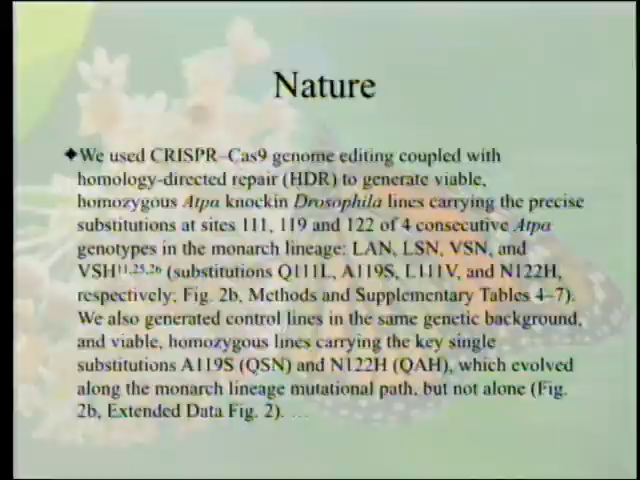 Nature
◆We used CRISPR–Cas9 genome editing coupled with
homology-directed repair (HDR) to generate viable,
homozygous Atpα knockin Drosophila lines carrying the precise
substitutions at sites 111, 119 and 122 of 4 consecutive Atpα
genotypes in the monarch lineage: LAN, LSN, VSN, and
VSH11,25,26 (substitutions Q111L, A119S, L111V, and N122H,
respectively; Fig. 2b, Methods and Supplementary Tables 4–7).
We also generated control lines in the same genetic background,
and viable, homozygous lines carrying the key single
substitutions A119S (QSN) and N122H (QAH), which evolved
along the monarch lineage mutational path, but not alone (Fig.
2b, Extended Data Fig. 2). …